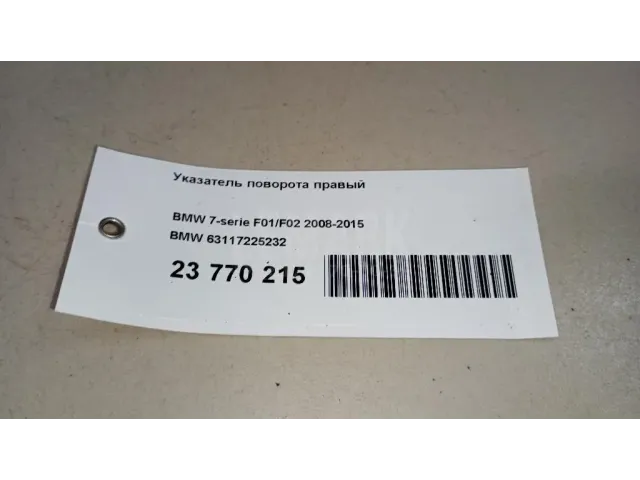 Указатель поворота правый
BMW 7-serie F01/F02 2008-2015
BMW 63117225232
23 770 215